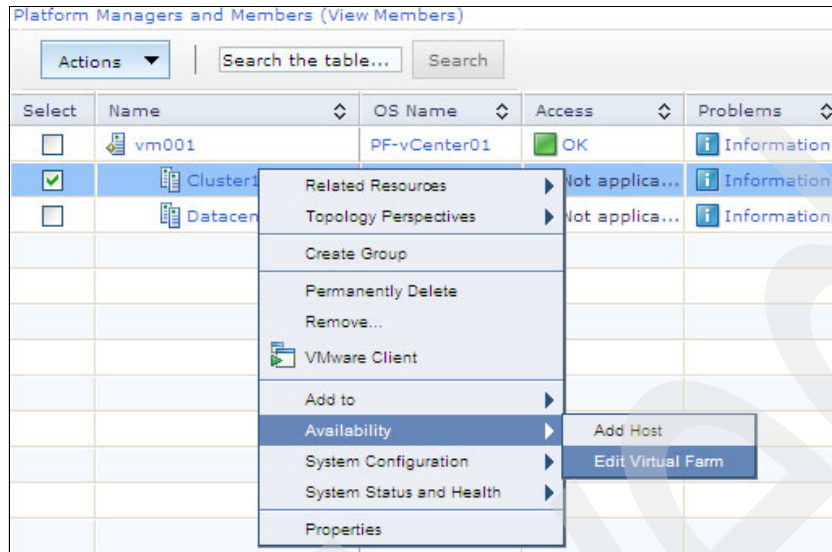 Platform Managers and Members (View Members)
Actions Search the table... Search
Select Name OS Name Access Problems
vm001 PF-vCenter01 OK Information
Cluster1 Not applica... Information
Datacen Not applica... Information
Related Resources
Topology Perspectives
Create Group
Permanently Delete
Remove...
VMware Client
Add to
Availability
Add Host
System Configuration
Edit Virtual Farm
System Status and Health
Properties